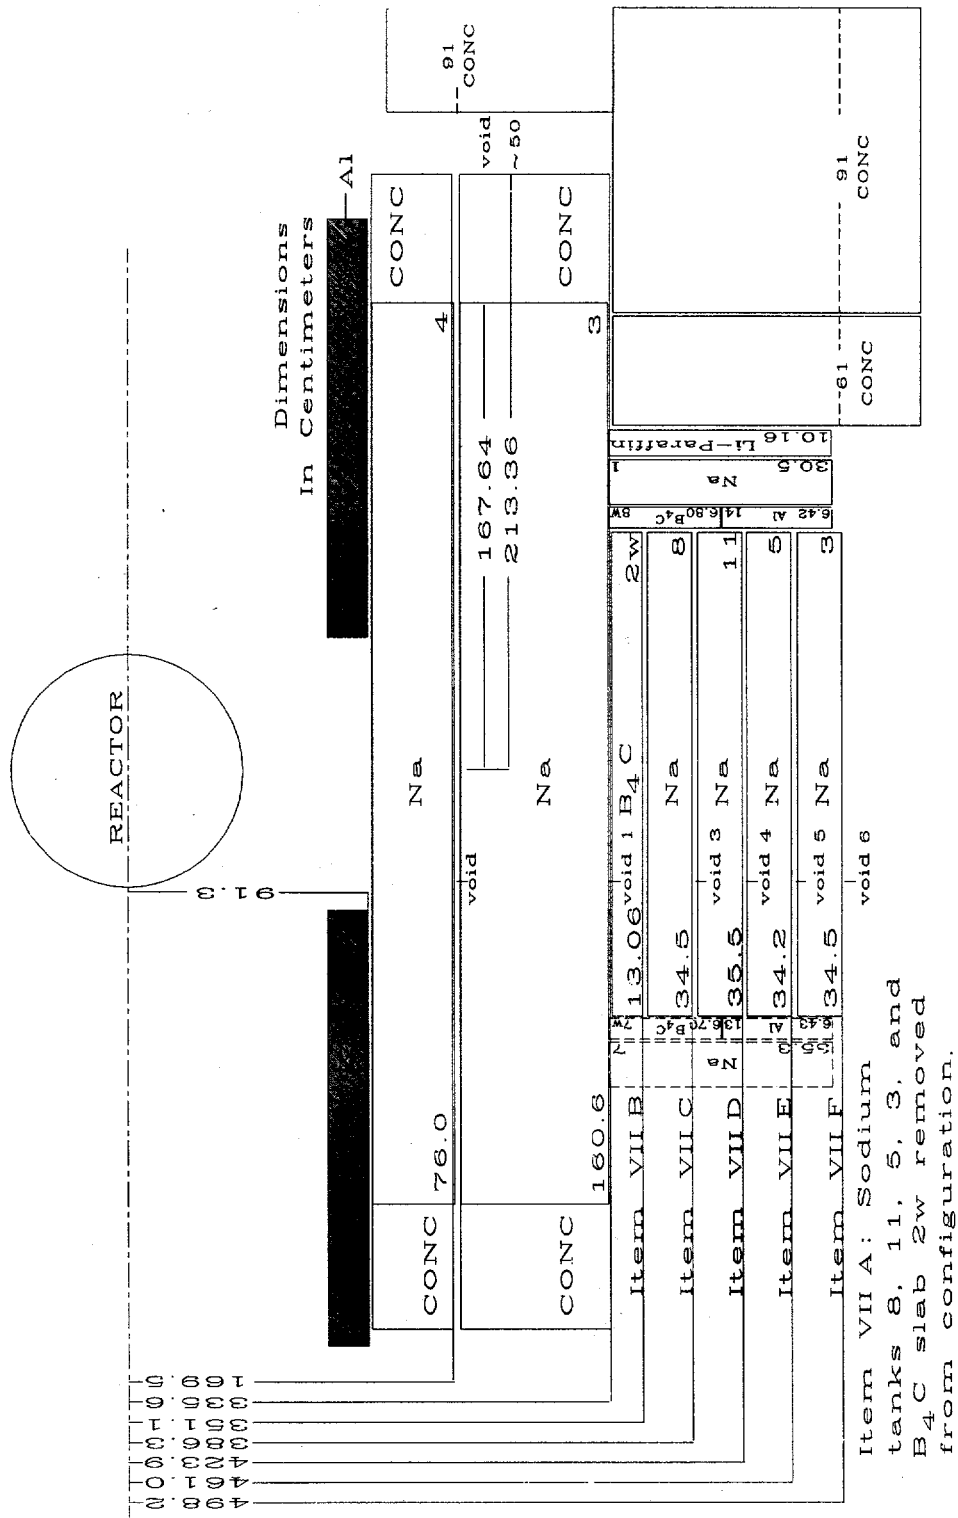 REACTOR
91.3
Dimensions
In Centimeters
Al
CONC
Na
4
76.0
CONC
91
CONC
void
void
~50
167.64
213.36
CONC
Na
3
160.6
CONC
13.06
void 1
B₄C
2w
34.5
Na
8
35.5
void 3
Na
11
34.2
void 4
Na
5
34.5
void 5
Na
3
void 6
7w
B₄C
6.70
13
Al
6.43
7
Na
35.3
8W
B₄C
6.80
14
Al
6.42
1
Na
30.5
Li-Paraffin
10.16
61
CONC
91
CONC
Item VII B
Item VII C
Item VII D
Item VII E
Item VII F
169.5
335.6
351.1
386.3
423.9
461.0
498.2
Item VII A: Sodium
tanks 8, 11, 5, 3, and
B₄C slab 2w removed
from configuration.